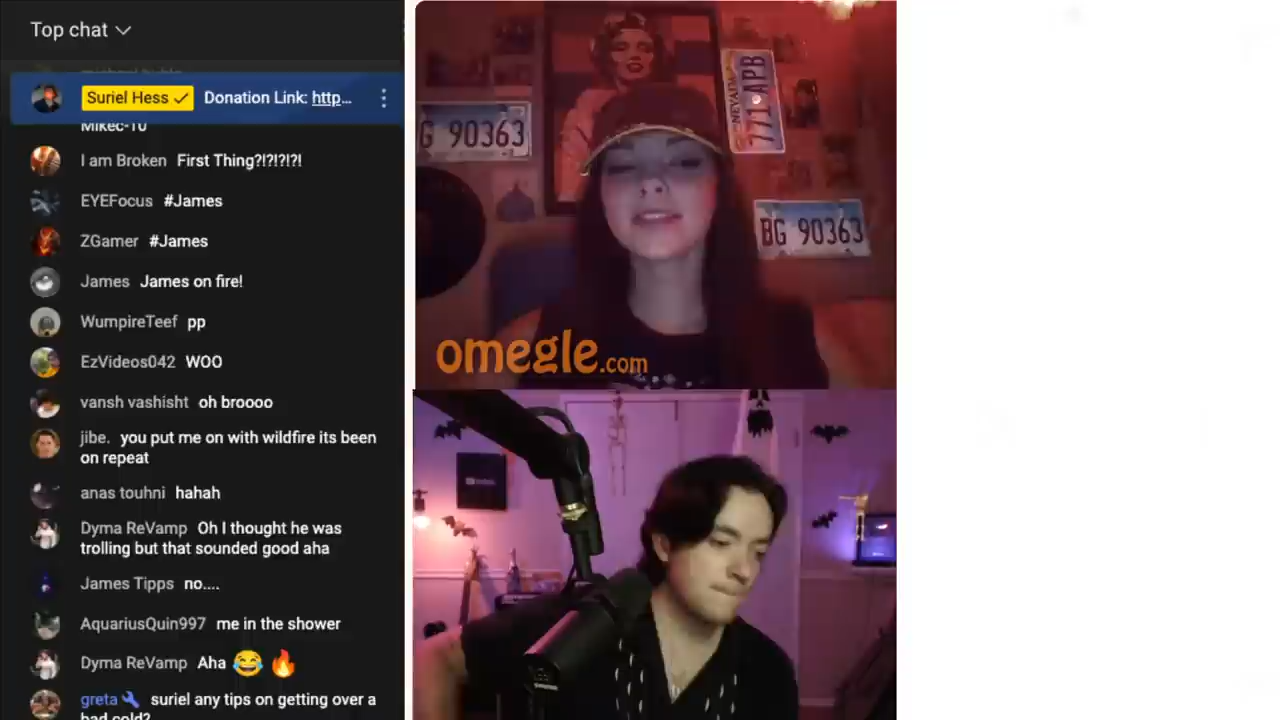 Top chat
Suriel Hess Donation Link: http...
Mikec-10
I am Broken First Thing?!?!?!?!
EYEFocus #James
ZGamer #James
James James on fire!
WumpireTeef pp
EzVideos042 WOO
vansh vashisht oh broooo
jibe. you put me on with wildfire its been
on repeat
anas touhni hahah
Dyma ReVamp Oh I thought he was
trolling but that sounded good aha
James Tipps no....
AquariusQuin997 me in the shower
Dyma ReVamp Aha 😂 🔥
greta suriel any tips on getting over a
bad cold?
G 90363
NEVADA
771 APB
BG 90363
omegle.com